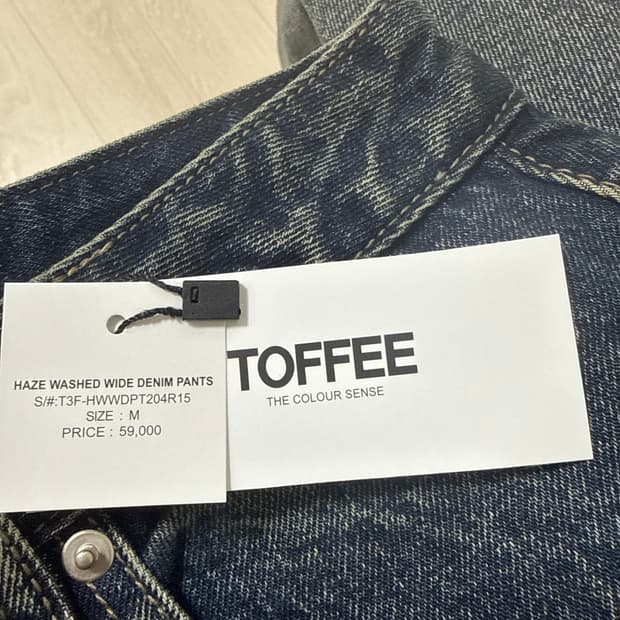 HAZE WASHED WIDE DENIM PANTS
S/#:T3F-HWWDPT204R15
SIZE : M
PRICE : 59,000
TOFFEE
THE COLOUR SENSE